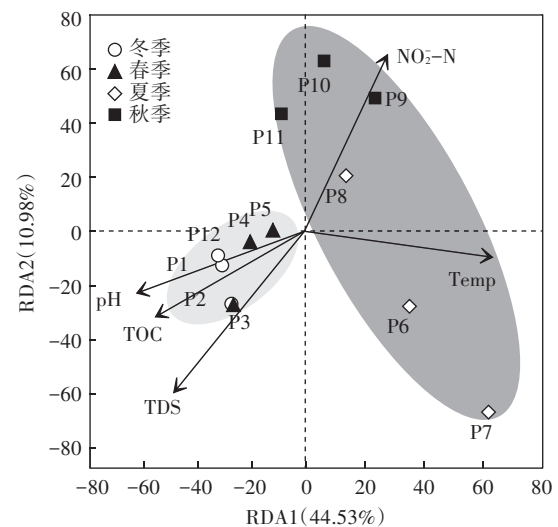 80
60
40
20
0
−20
−40
−60
−80
RDA2(10.98%)
冬季
春季
夏季
秋季
NO₂⁻−N
P10
P9
P11
P8
P5
P4
P12
P1
P2
P3
pH
TOC
TDS
Temp
P6
P7
−80 −60 −40 −20 0 20 40 60 80
RDA1(44.53%)